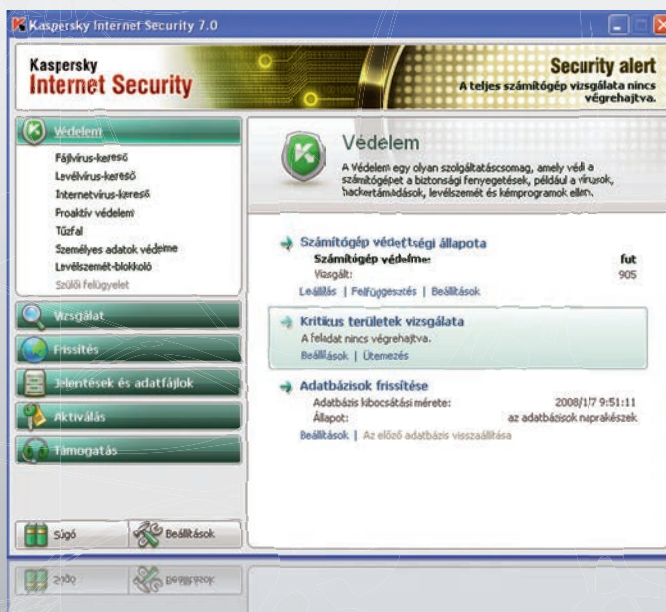 Kaspersky Internet Security 7.0
Kaspersky
Internet Security
Security alert
A teljes számítógép vizsgálata nincs
végrehajtva.
Védelem
Fájlvírus-kereső
Levélvírus-kereső
Internetvírus-kereső
Proaktív védelem
Tűzfal
Személyes adatok védelme
Levélszemét-blokkoló
Szülői felügyelet
Vizsgálat
Frissítés
Jelentések és adatfájlok
Aktiválás
Támogatás
Súgó
Beállítások
Védelem
A Védelem egy olyan szolgáltatáscsomag, amely védi a
számítógépet a biztonsági fenyegetések, például a vírusok,
hackertámadások, levélszemét és kémprogramok ellen.
Számítógép védettségi állapota
Számítógép védelme: fut
Vizsgált: 905
Leállítás | Felfüggesztés | Beállítások
Kritikus területek vizsgálata
A feladat nincs végrehajtva.
Beállítások | Ütemezés
Adatbázisok frissítése
Adatbázis kibocsátási mérete: 2008/1/7 9:51:11
Állapot: az adatbázisok naprakészek
Beállítások | Az előző adatbázis visszaállítása